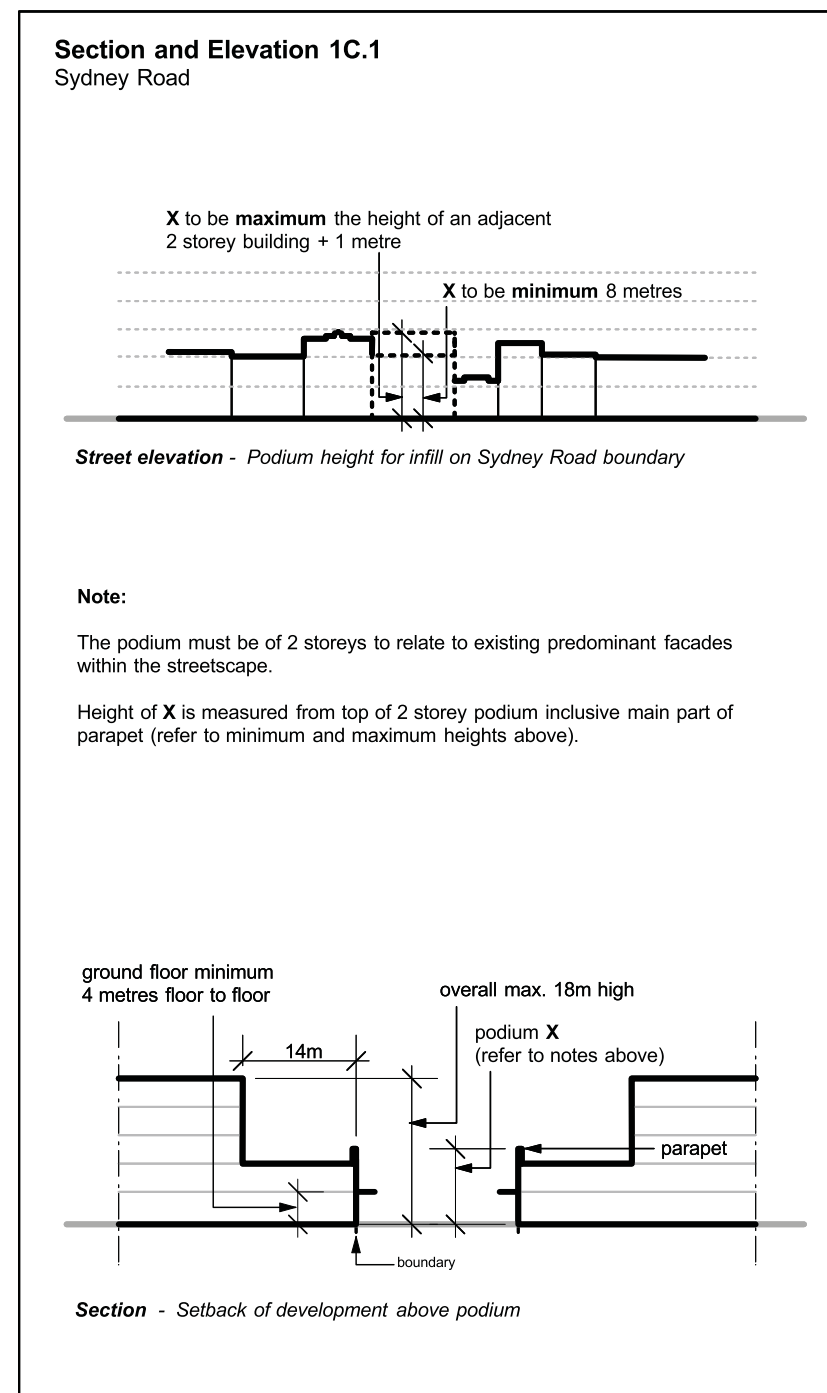 Section and Elevation 1C.1
Sydney Road
X to be maximum the height of an adjacent
2 storey building + 1 metre
X to be minimum 8 metres
Street elevation - Podium height for infill on Sydney Road boundary
Note:
The podium must be of 2 storeys to relate to existing predominant facades
within the streetscape.
Height of X is measured from top of 2 storey podium inclusive main part of
parapet (refer to minimum and maximum heights above).
ground floor minimum
4 metres floor to floor
overall max. 18m high
podium X
(refer to notes above)
14m
parapet
boundary
Section - Setback of development above podium